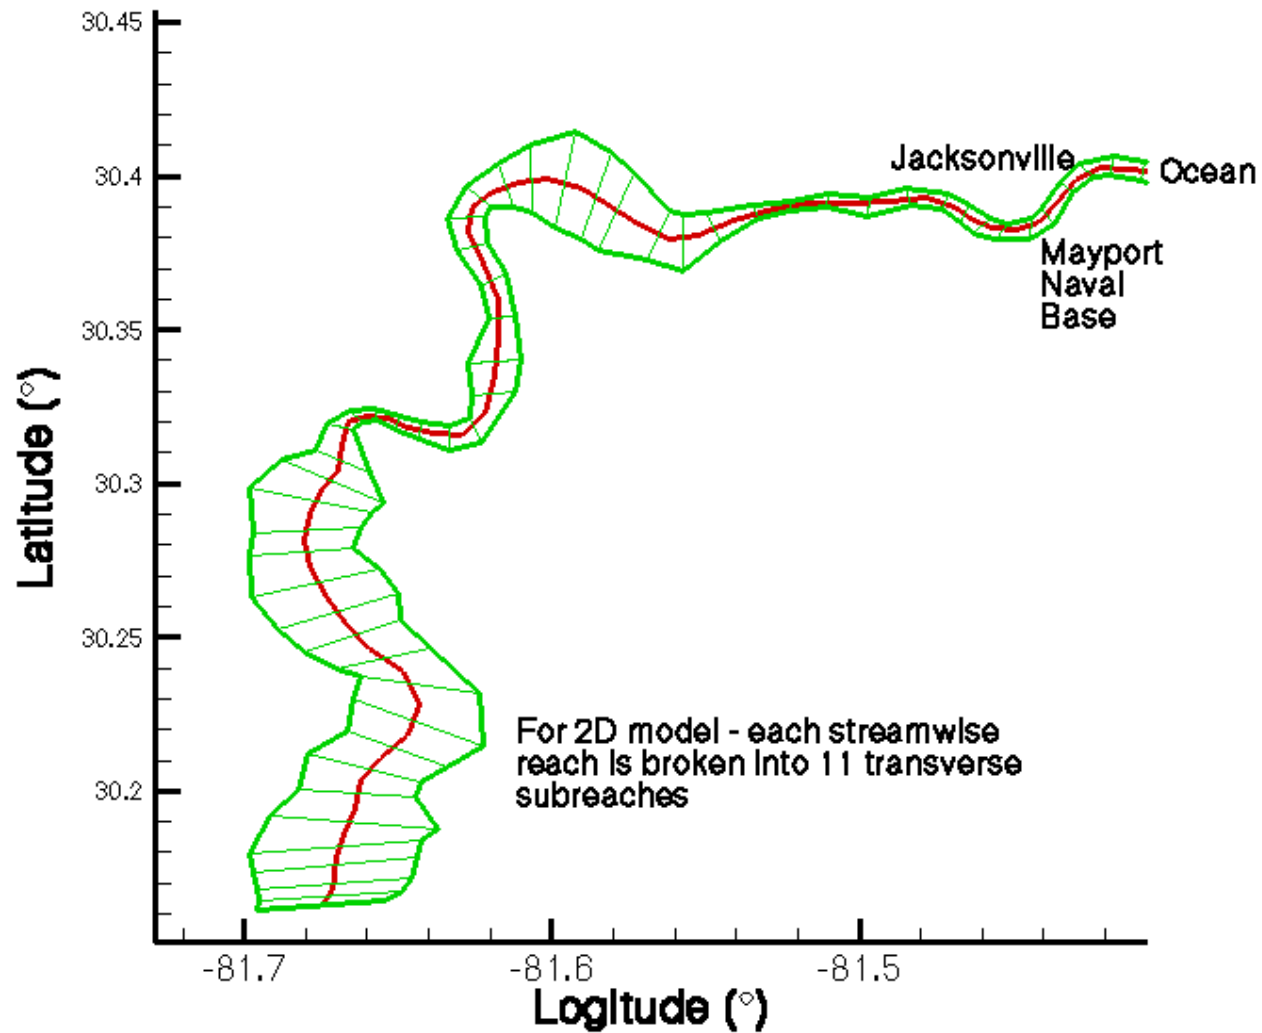 30.45
Jacksonville
Ocean
30.4
Mayport
Naval
Base
30.35
Latitude (°)
30.3
30.25
For 2D model - each streamwise
reach is broken into 11 transverse
subreaches
30.2
-81.7
-81.6
-81.5
Logitude (°)